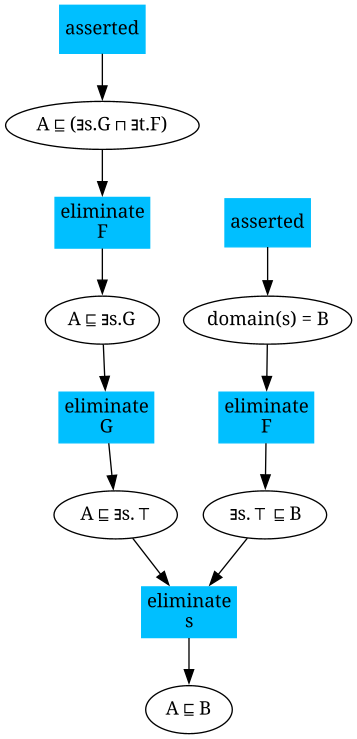 asserted
A ⊑ (∃s.G ⊓ ∃t.F)
eliminate
F
asserted
A ⊑ ∃s.G
domain(s) = B
eliminate
G
eliminate
F
A ⊑ ∃s.⊤
∃s.⊤ ⊑ B
eliminate
s
A ⊑ B